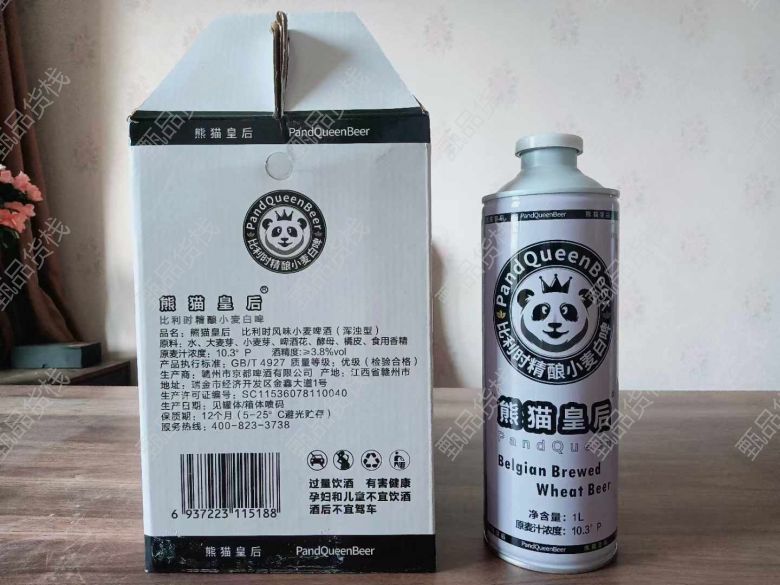 熊猫皇后 PandQueenBeer
PandQueenBeer
比利时精酿小麦白啤
熊猫皇后®
比利时精酿小麦白啤
品名：熊猫皇后 比利时风味小麦啤酒（浑浊型）
原料：水、大麦芽、小麦芽、啤酒花、酵母、橘皮、食用香精
原麦汁浓度：10.3°P 酒精度：≥3.8%vol
产品执行标准：GB/T 4927 质量等级：优级（检验合格）
生产商：赣州市京都啤酒有限公司 产地：江西省赣州市
地址：瑞金市经济开发区金鑫大道1号
生产许可证编号：SC11536078110040
生产日期：见罐体/箱体喷码
保质期：12个月（5-25°C避光贮存）
服务热线：400-823-3738
6 937223 115188
过量饮酒 有害健康
孕妇和儿童不宜饮酒
酒后不宜驾车
熊猫皇后 PandQueenBeer
PandQueenBeer
熊猫皇后
PandQueenBeer
比利时精酿小麦白啤
熊猫皇后®
PandQue
Belgian Brewed
Wheat Beer
净含量：1L
原麦汁浓度：10.3°P
PandQueenBeer
甄品货栈